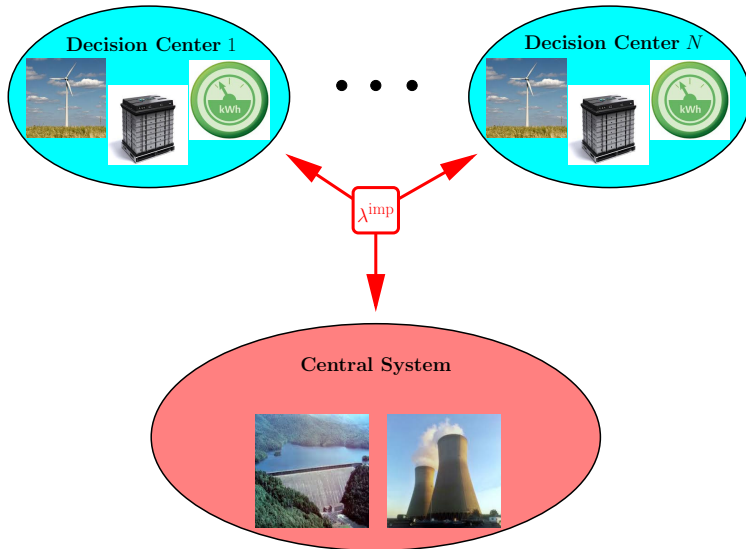 Decision Center 1
Decision Center N
kWh
kWh
• • •
λ^imp
Central System